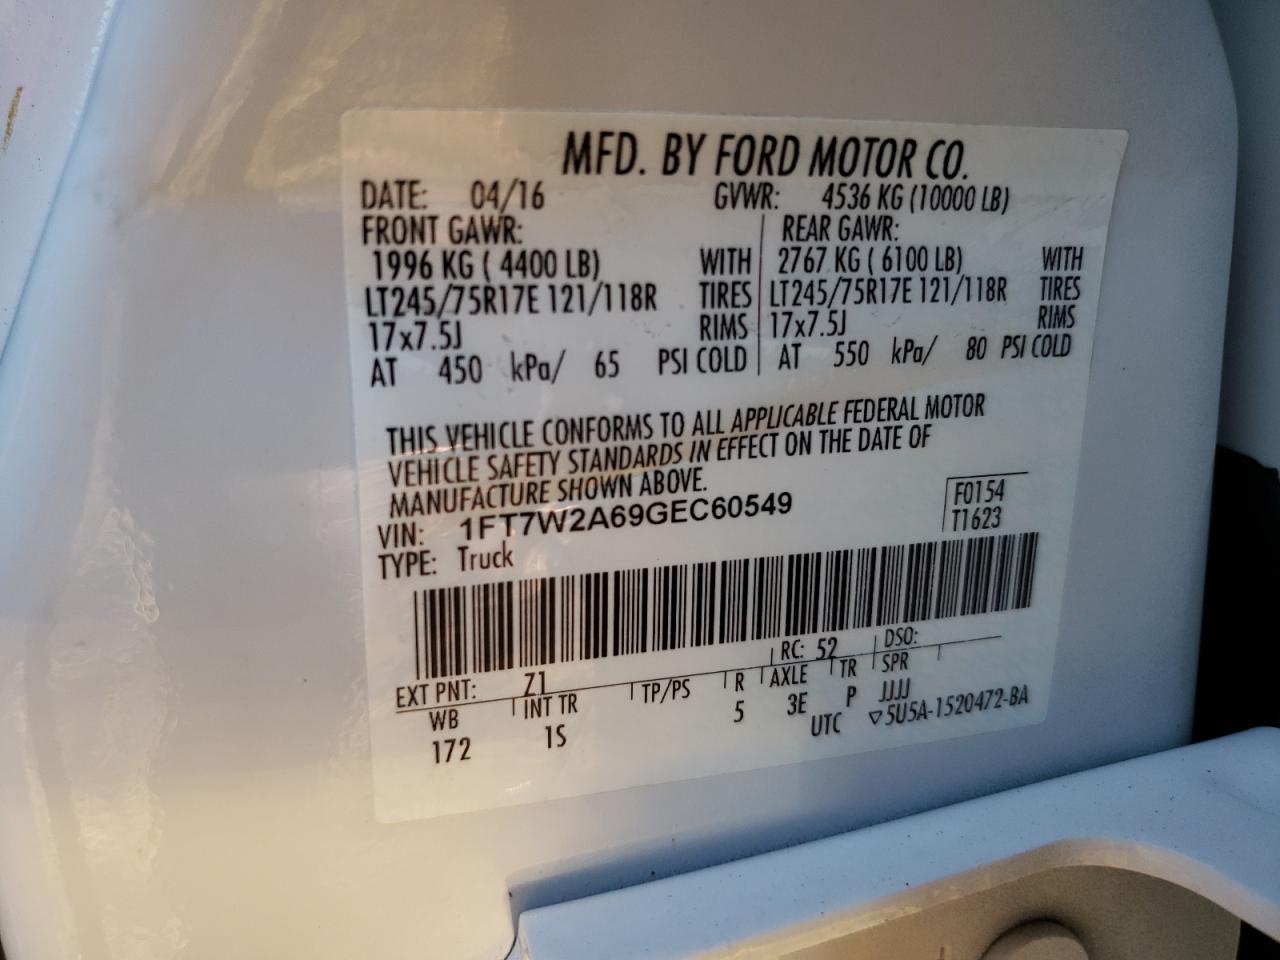 MFD. BY FORD MOTOR CO.
DATE: 04/16 GVWR: 4536 KG (10000 LB)
FRONT GAWR: REAR GAWR:
1996 KG ( 4400 LB) WITH 2767 KG ( 6100 LB) WITH
LT245/75R17E 121/118R TIRES LT245/75R17E 121/118R TIRES
17x7.5J RIMS 17x7.5J RIMS
AT 450 kPa/ 65 PSI COLD AT 550 kPa/ 80 PSI COLD
THIS VEHICLE CONFORMS TO ALL APPLICABLE FEDERAL MOTOR
VEHICLE SAFETY STANDARDS IN EFFECT ON THE DATE OF
MANUFACTURE SHOWN ABOVE.
VIN: 1FT7W2A69GEC60549 F0154
TYPE: Truck T1623
EXT PNT: Z1 RC: 52 DSO:
WB INT TR TP/PS R AXLE TR SPR
172 1S 5 3E P JJJJ
UTC ▽5U5A-1520472-BA